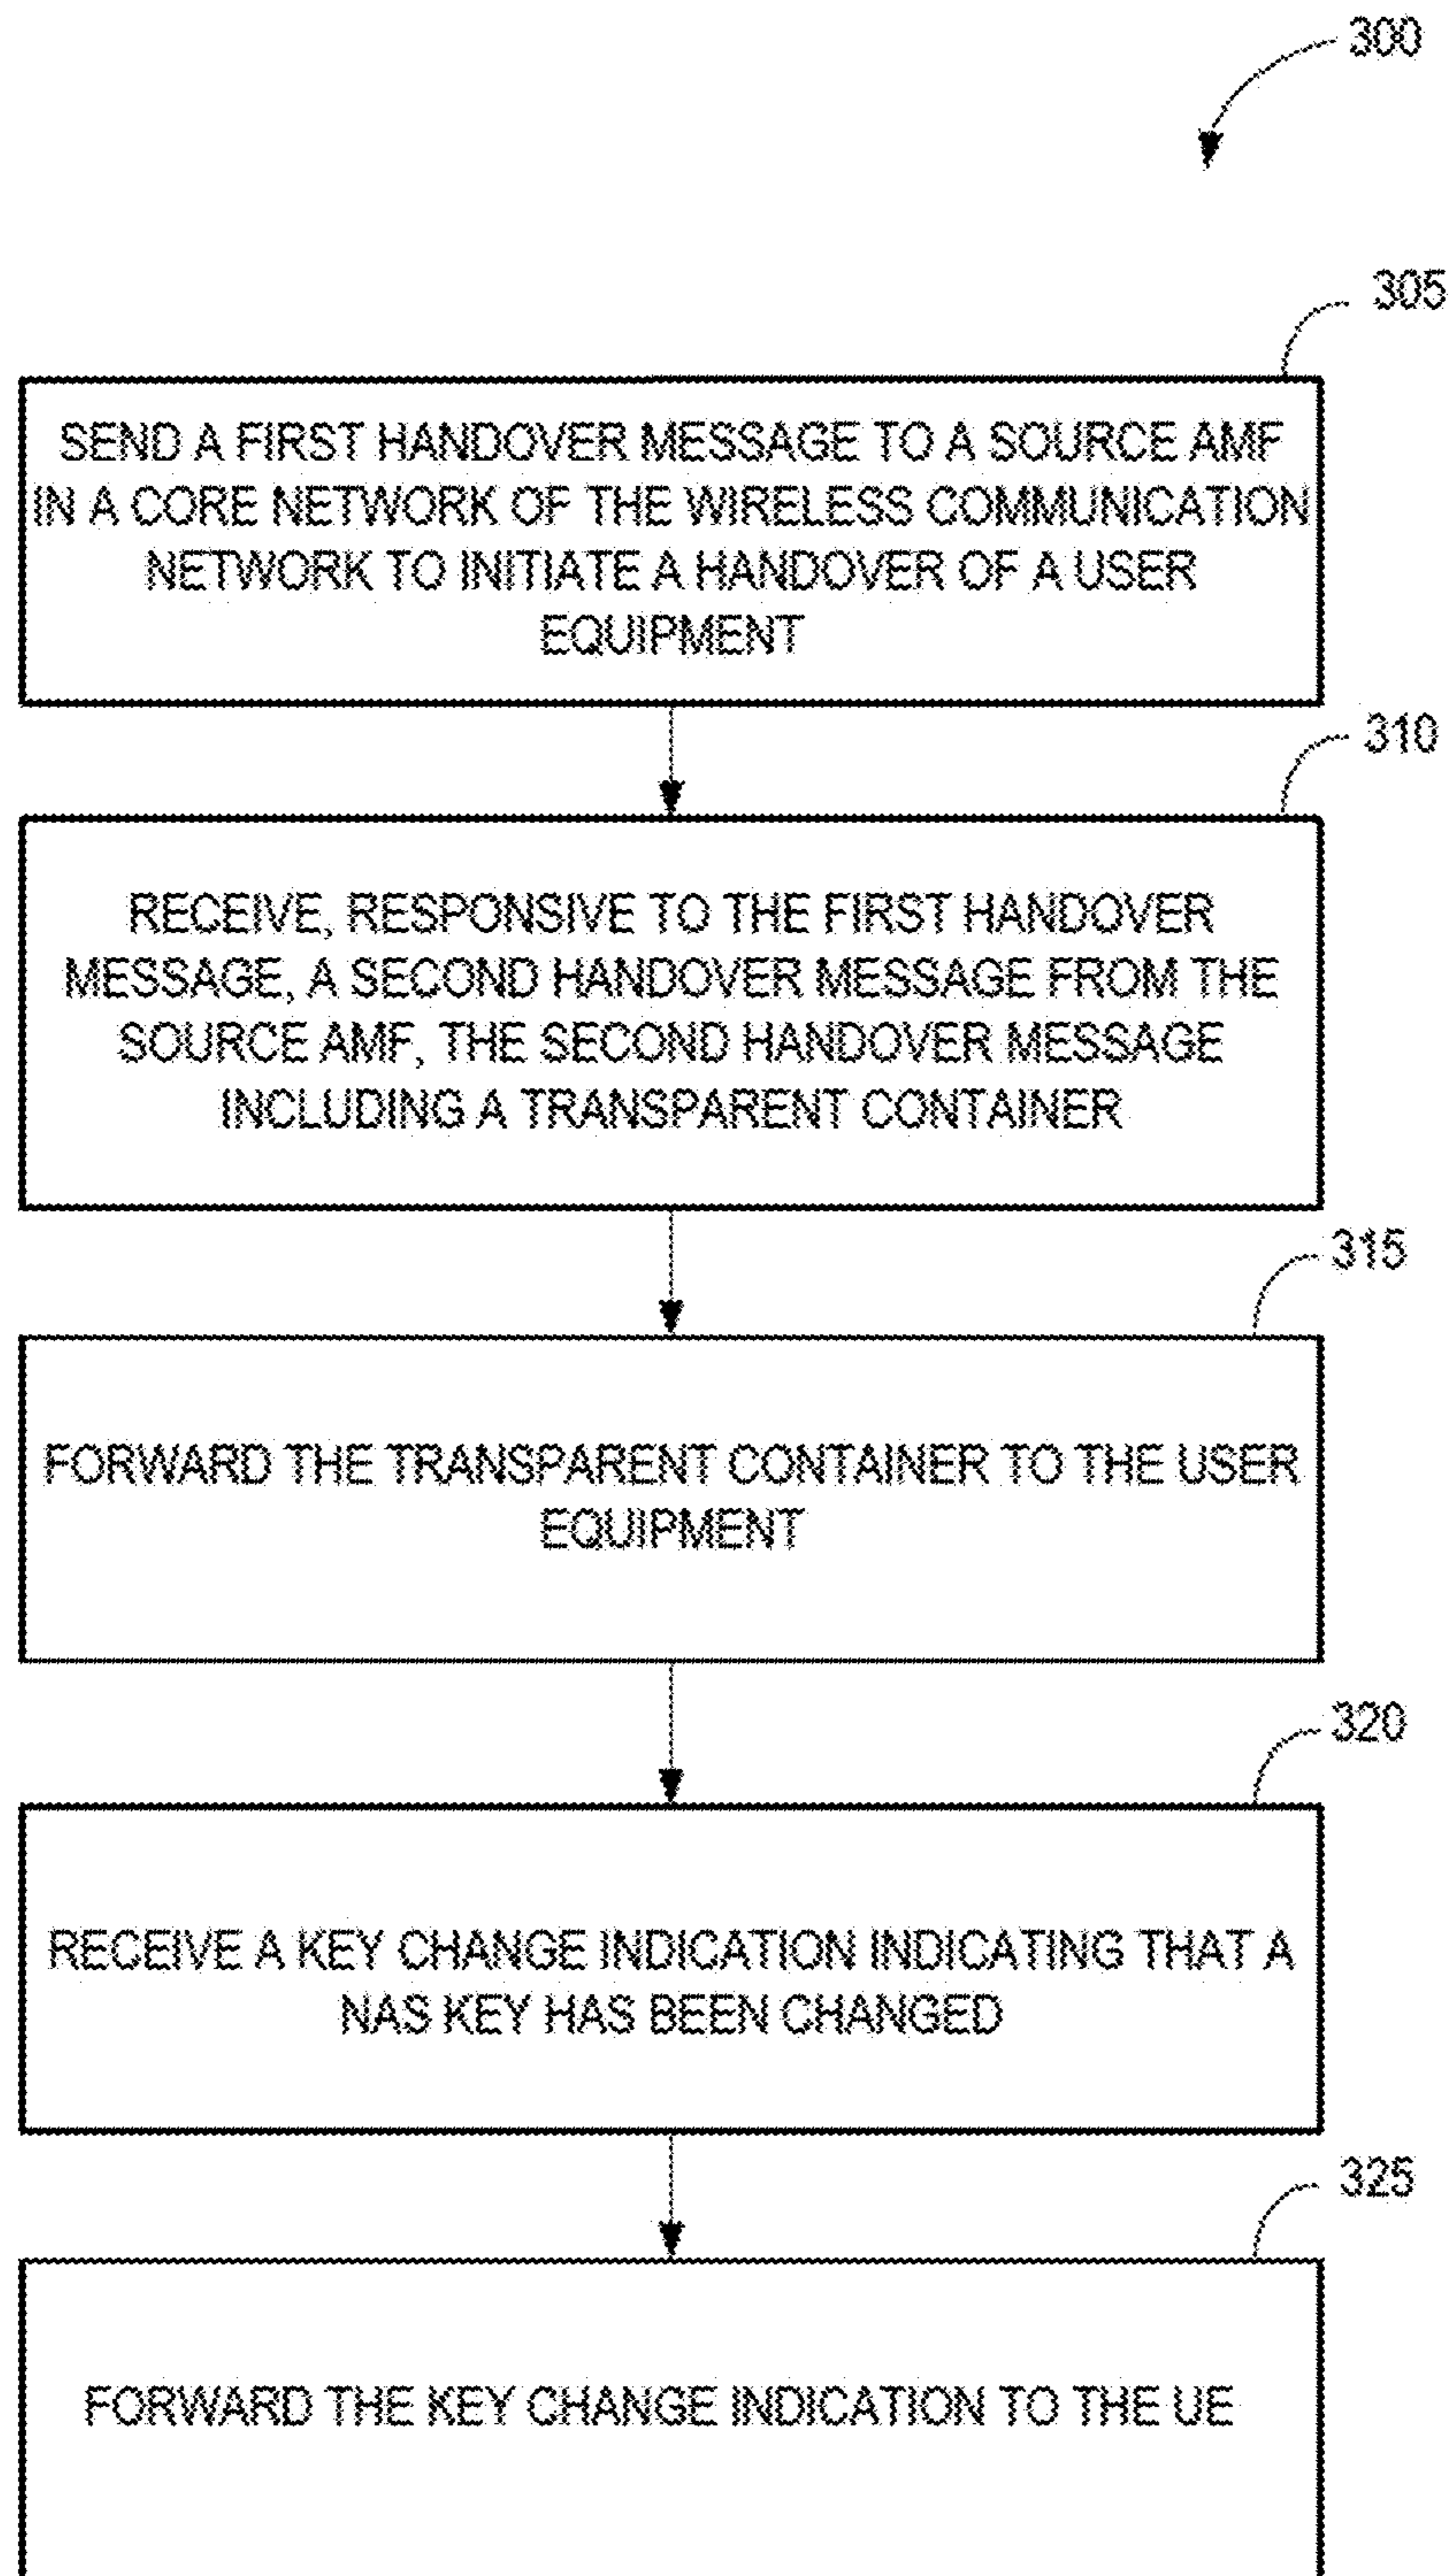 300
305
SEND A FIRST HANDOVER MESSAGE TO A SOURCE AMF
IN A CORE NETWORK OF THE WIRELESS COMMUNICATION
NETWORK TO INITIATE A HANDOVER OF A USER
EQUIPMENT
310
RECEIVE, RESPONSIVE TO THE FIRST HANDOVER
MESSAGE, A SECOND HANDOVER MESSAGE FROM THE
SOURCE AMF, THE SECOND HANDOVER MESSAGE
INCLUDING A TRANSPARENT CONTAINER
315
FORWARD THE TRANSPARENT CONTAINER TO THE USER
EQUIPMENT
320
RECEIVE A KEY CHANGE INDICATION INDICATING THAT A
NAS KEY HAS BEEN CHANGED
325
FORWARD THE KEY CHANGE INDICATION TO THE UE